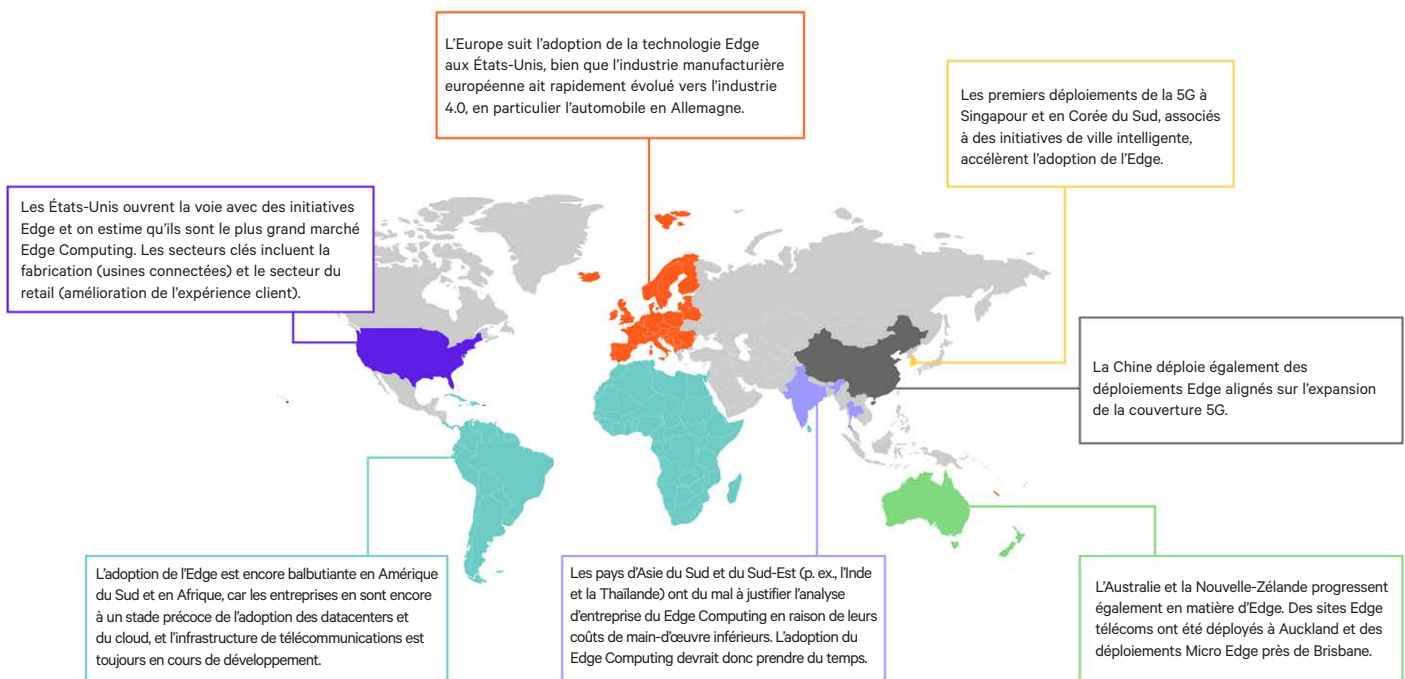 L'Europe suit l'adoption de la technologie Edge
aux États-Unis, bien que l'industrie manufacturière
européenne ait rapidement évolué vers l'industrie
4.0, en particulier l'automobile en Allemagne.
Les premiers déploiements de la 5G à
Singapour et en Corée du Sud, associés
à des initiatives de ville intelligente,
accélèrent l'adoption de l'Edge.
Les États-Unis ouvrent la voie avec des initiatives
Edge et on estime qu'ils sont le plus grand marché
Edge Computing. Les secteurs clés incluent la
fabrication (usines connectées) et le secteur du
retail (amélioration de l'expérience client).
La Chine déploie également des
déploiements Edge alignés sur l'expansion
de la couverture 5G.
L'adoption de l'Edge est encore balbutiante en Amérique
du Sud et en Afrique, car les entreprises en sont encore
à un stade précoce de l'adoption des datacenters et
du cloud, et l'infrastructure de télécommunications est
toujours en cours de développement.
Les pays d'Asie du Sud et du Sud-Est (p. ex., l'Inde
et la Thaïlande) ont du mal à justifier l'analyse
d'entreprise du Edge Computing en raison de leurs
coûts de main-d'œuvre inférieurs. L'adoption du
Edge Computing devrait donc prendre du temps.
L'Australie et la Nouvelle-Zélande progressent
également en matière d'Edge. Des sites Edge
télécoms ont été déployés à Auckland et des
déploiements Micro Edge près de Brisbane.